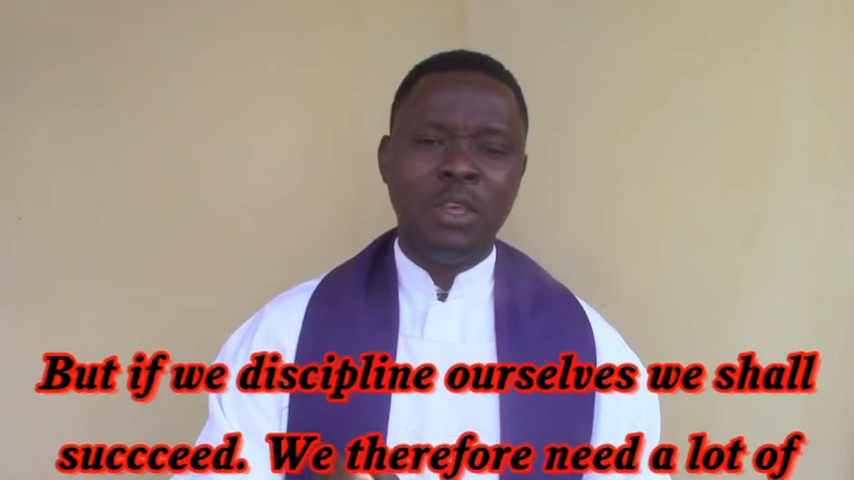 But if we discipline ourselves we shall
succceed. We therefore need a lot of